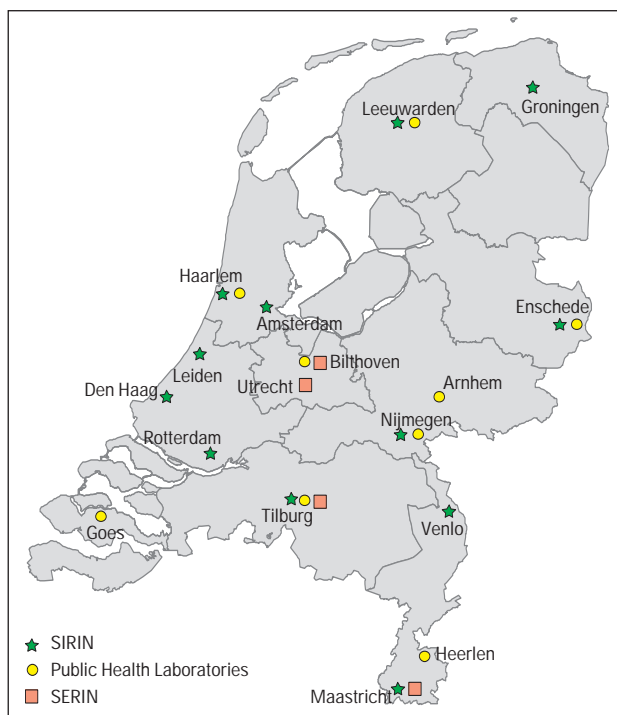 Groningen
Leeuwarden
Haarlem
Enschede
Amsterdam
Bilthoven
Leiden
Utrecht
Arnhem
Den Haag
Nijmegen
Rotterdam
Tilburg
Venlo
Goes
SIRIN
Heerlen
Public Health Laboratories
Maastricht
SERIN